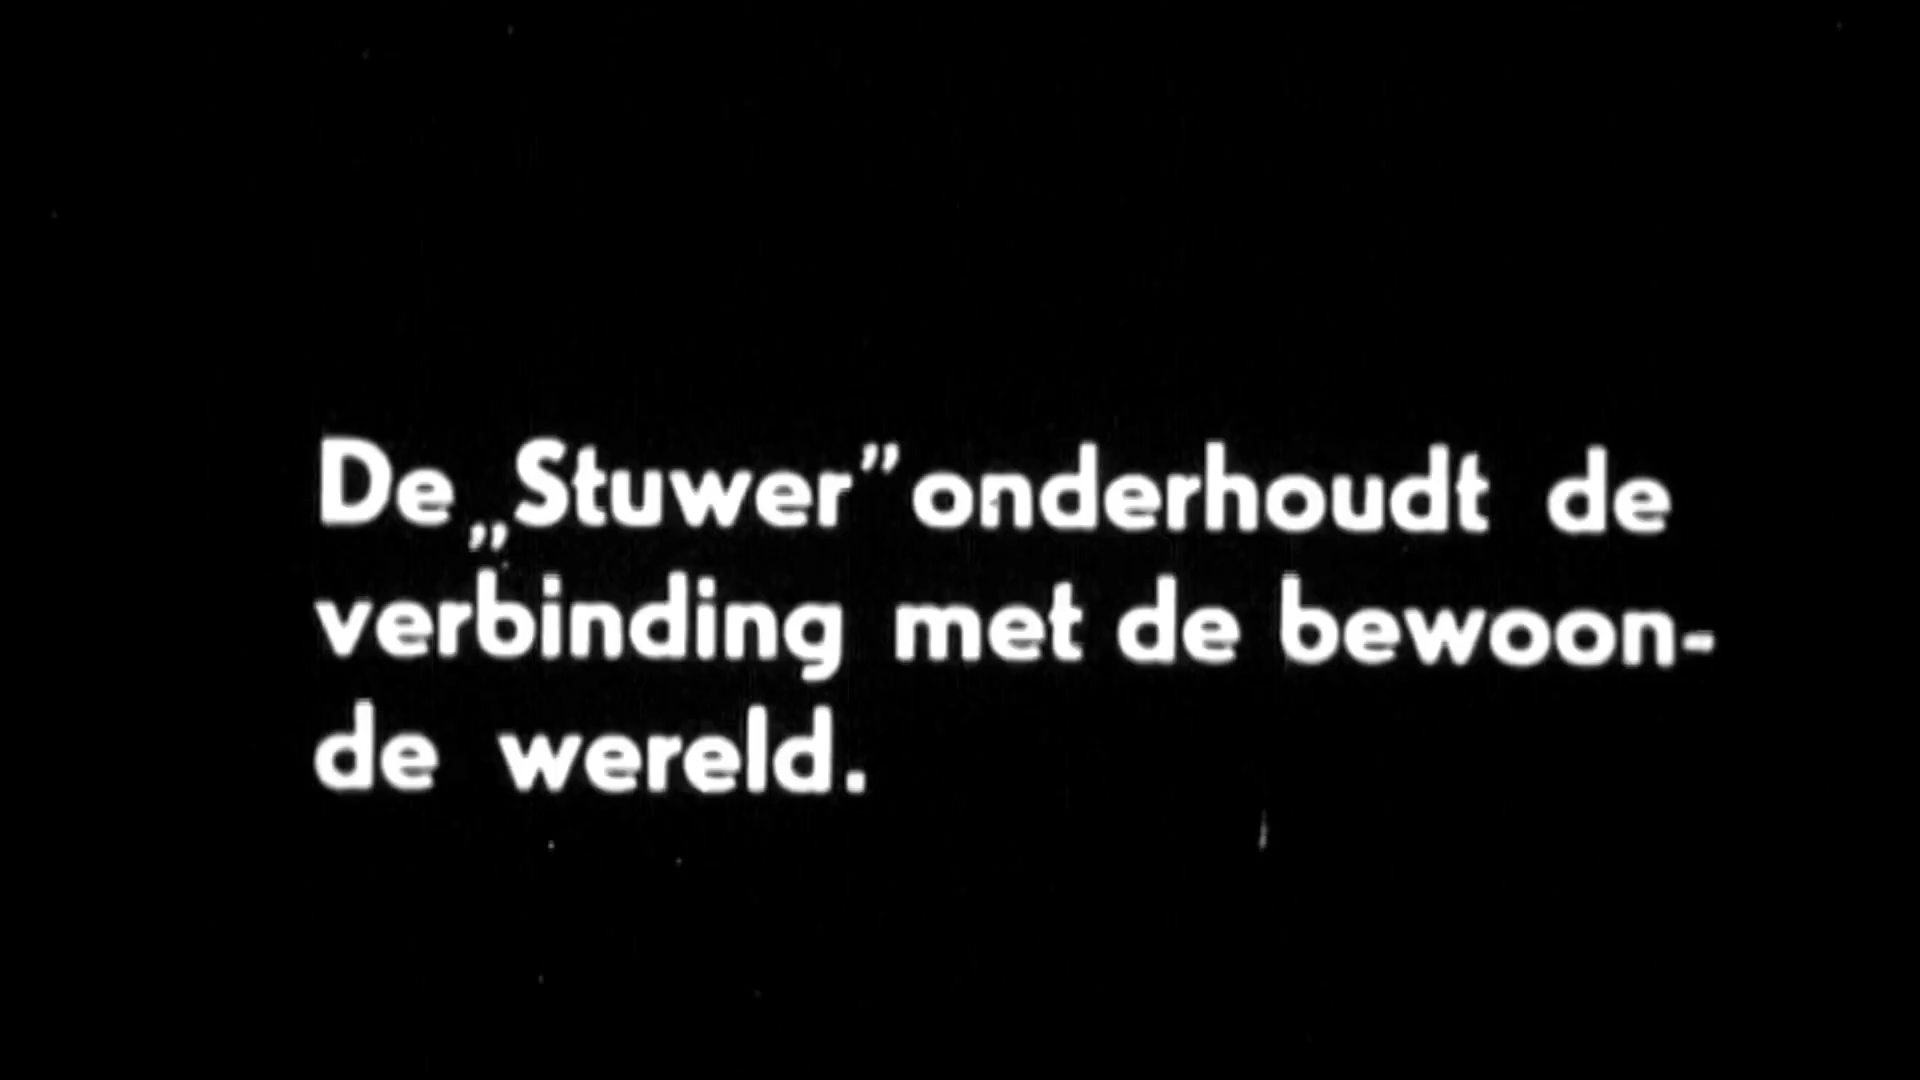 De „Stuwer” onderhoudt de
verbinding met de bewoon-
de wereld.